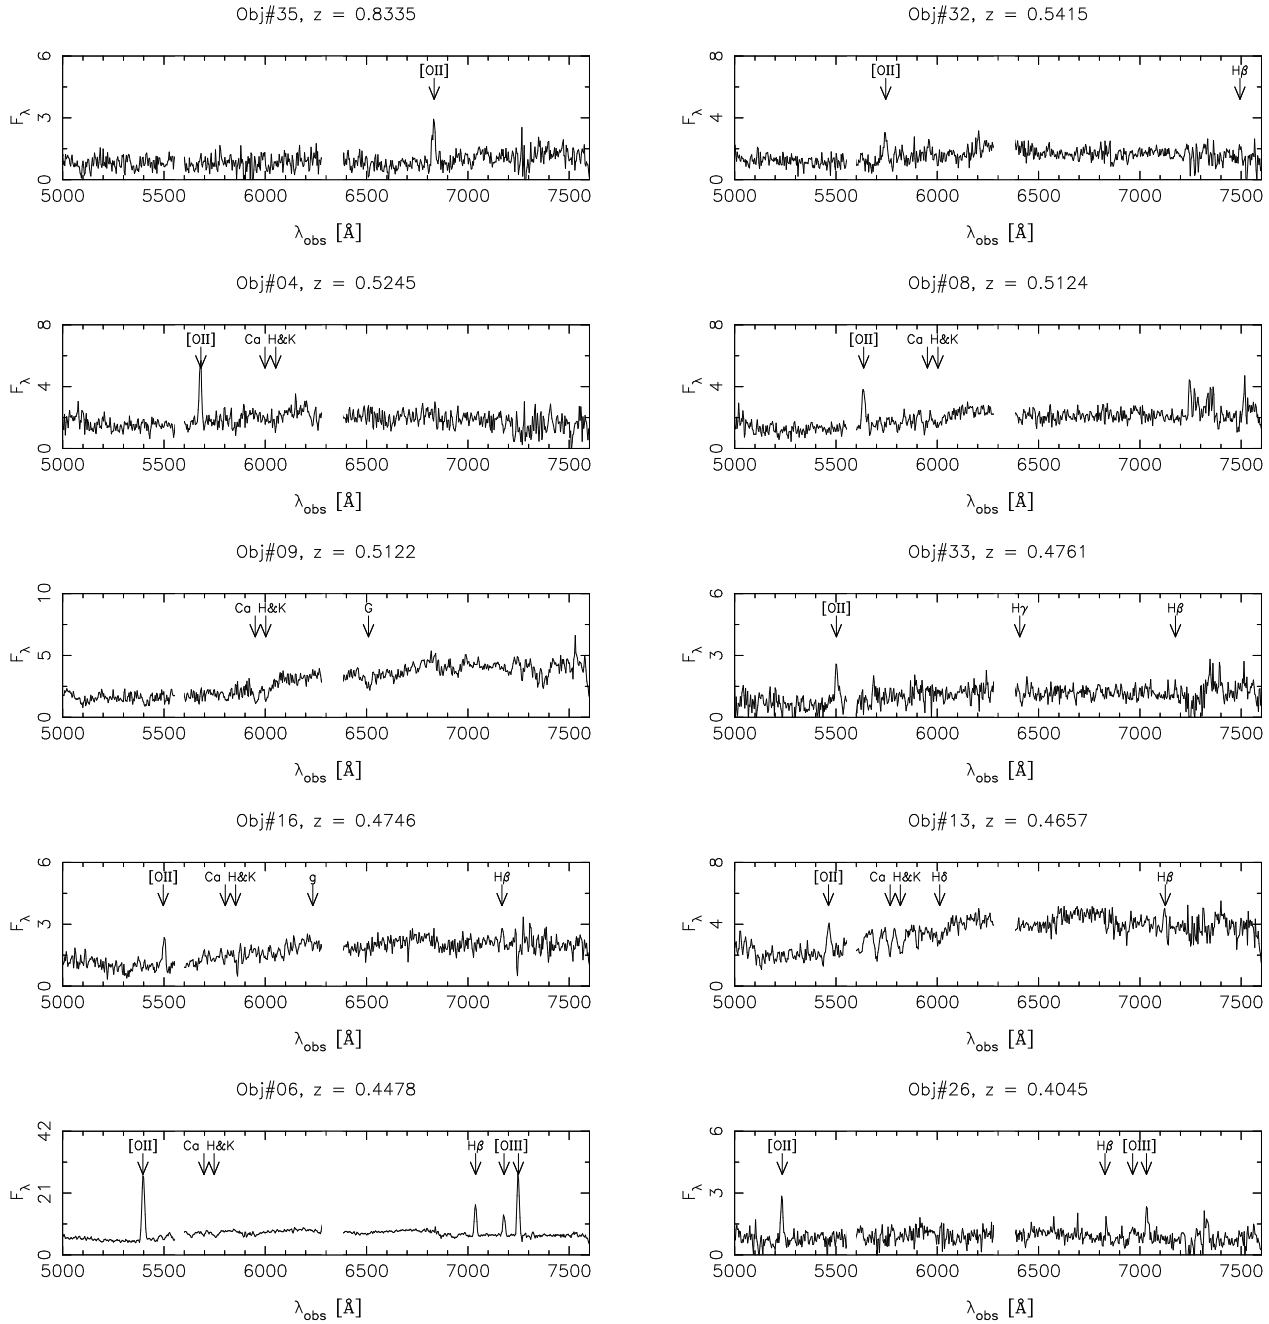 Obj#35, z = 0.8335
Obj#32, z = 0.5415
6
3
0
Fλ
[OII]
5000 5500 6000 6500 7000 7500
λobs [Å]
8
4
0
Fλ
[OII] Hβ
5000 5500 6000 6500 7000 7500
λobs [Å]
Obj#04, z = 0.5245
Obj#08, z = 0.5124
8
4
0
Fλ
[OII] Ca H&K
5000 5500 6000 6500 7000 7500
λobs [Å]
8
4
0
Fλ
[OII] Ca H&K
5000 5500 6000 6500 7000 7500
λobs [Å]
Obj#09, z = 0.5122
Obj#33, z = 0.4761
10
5
0
Fλ
Ca H&K G
5000 5500 6000 6500 7000 7500
λobs [Å]
6
3
0
Fλ
[OII] Hγ Hβ
5000 5500 6000 6500 7000 7500
λobs [Å]
Obj#16, z = 0.4746
Obj#13, z = 0.4657
6
3
0
Fλ
[OII] Ca H&K g Hβ
5000 5500 6000 6500 7000 7500
λobs [Å]
8
4
0
Fλ
[OII] Ca H&K Hδ Hβ
5000 5500 6000 6500 7000 7500
λobs [Å]
Obj#06, z = 0.4478
Obj#26, z = 0.4045
42
21
0
Fλ
[OII] Ca H&K Hβ [OIII]
5000 5500 6000 6500 7000 7500
λobs [Å]
6
3
0
Fλ
[OII] Hβ [OIII]
5000 5500 6000 6500 7000 7500
λobs [Å]